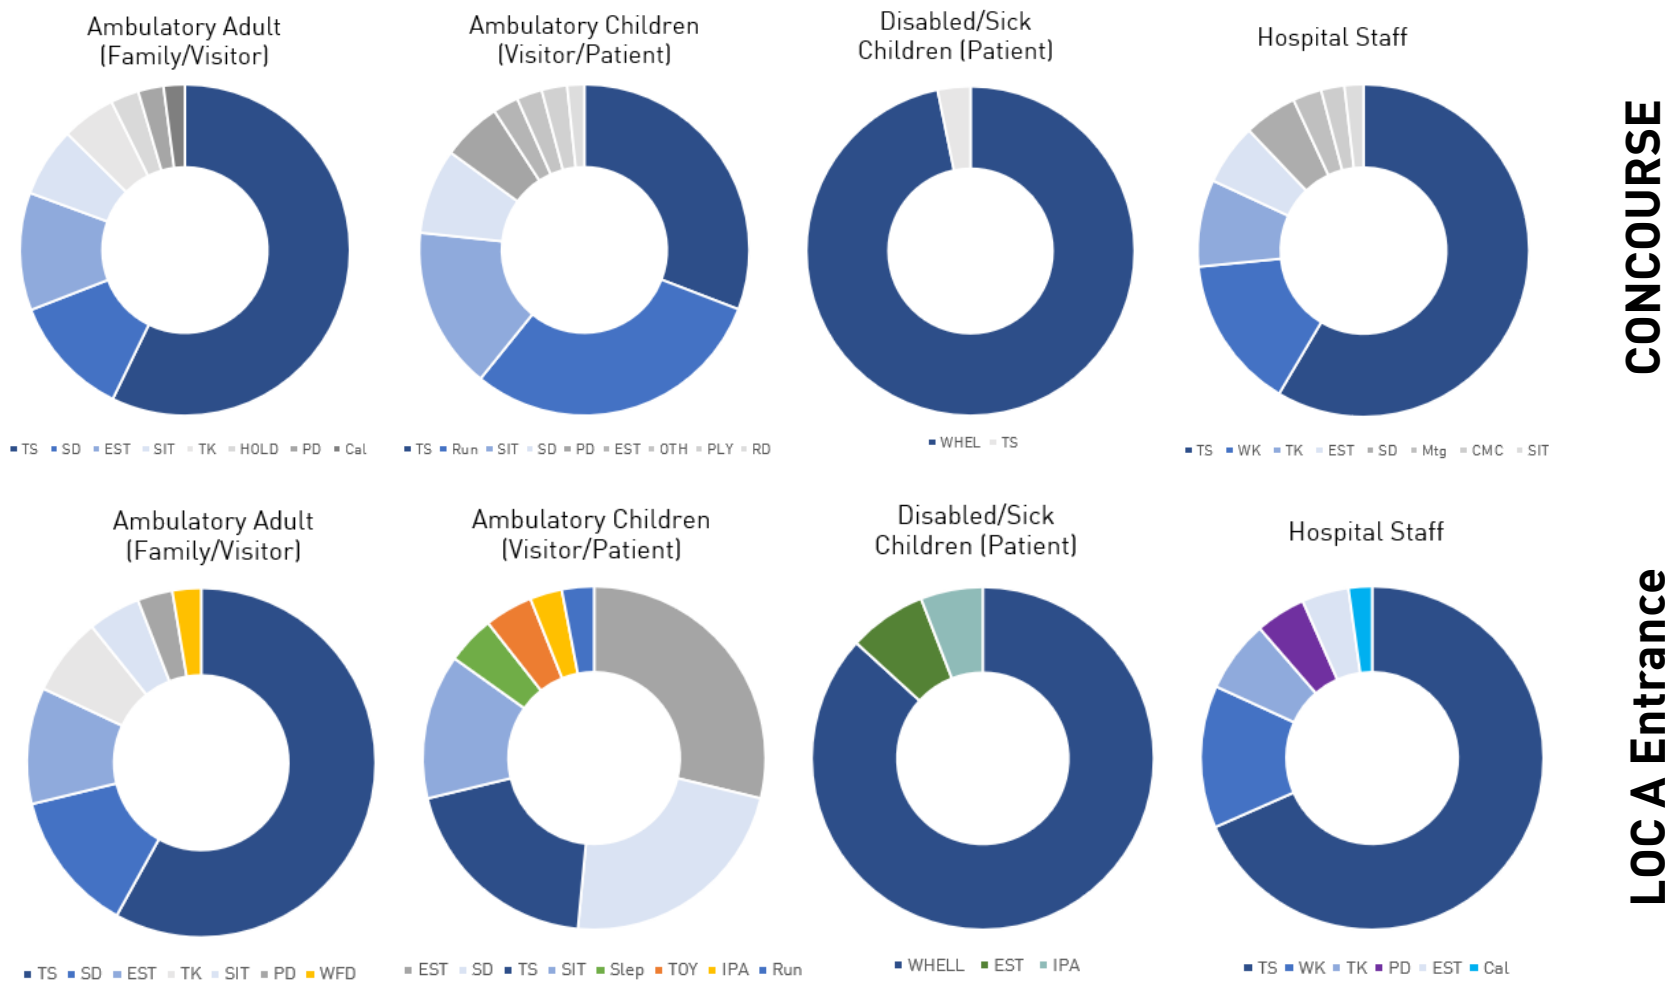 Ambulatory Adult
(Family/Visitor)
Ambulatory Children
(Visitor/Patient)
Disabled/Sick
Children (Patient)
Hospital Staff
TS SD EST SIT TK HOLD PD Cal
TS Run SIT SD PD EST OTH PLY RD
WHEL TS
TS WK TK EST SD Mtg CMC SIT
CONCOURSE
Ambulatory Adult
(Family/Visitor)
Ambulatory Children
(Visitor/Patient)
Disabled/Sick
Children (Patient)
Hospital Staff
TS SD EST TK SIT PD WFD
EST SD TS SIT Slep TOY IPA Run
WHELL EST IPA
TS WK TK PD EST Cal
LOC A Entrance